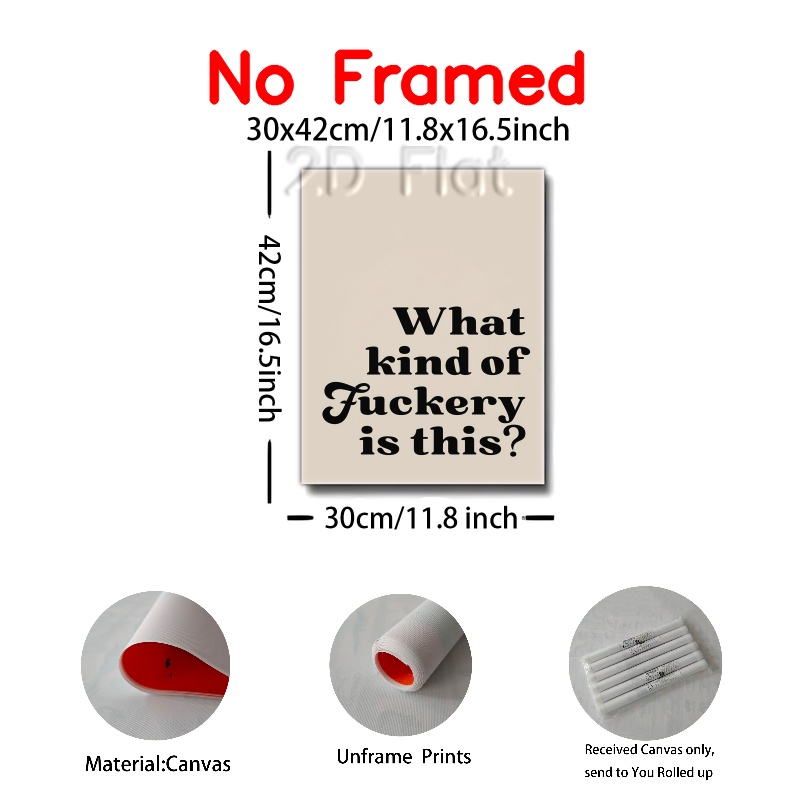 No Framed
30x42cm/11.8x16.5inch
2D Flat
42cm/16.5inch
What
kind of
Fuckery
is this?
30cm/11.8 inch
Material:Canvas
Unframe Prints
Received Canvas only,
send to You Rolled up